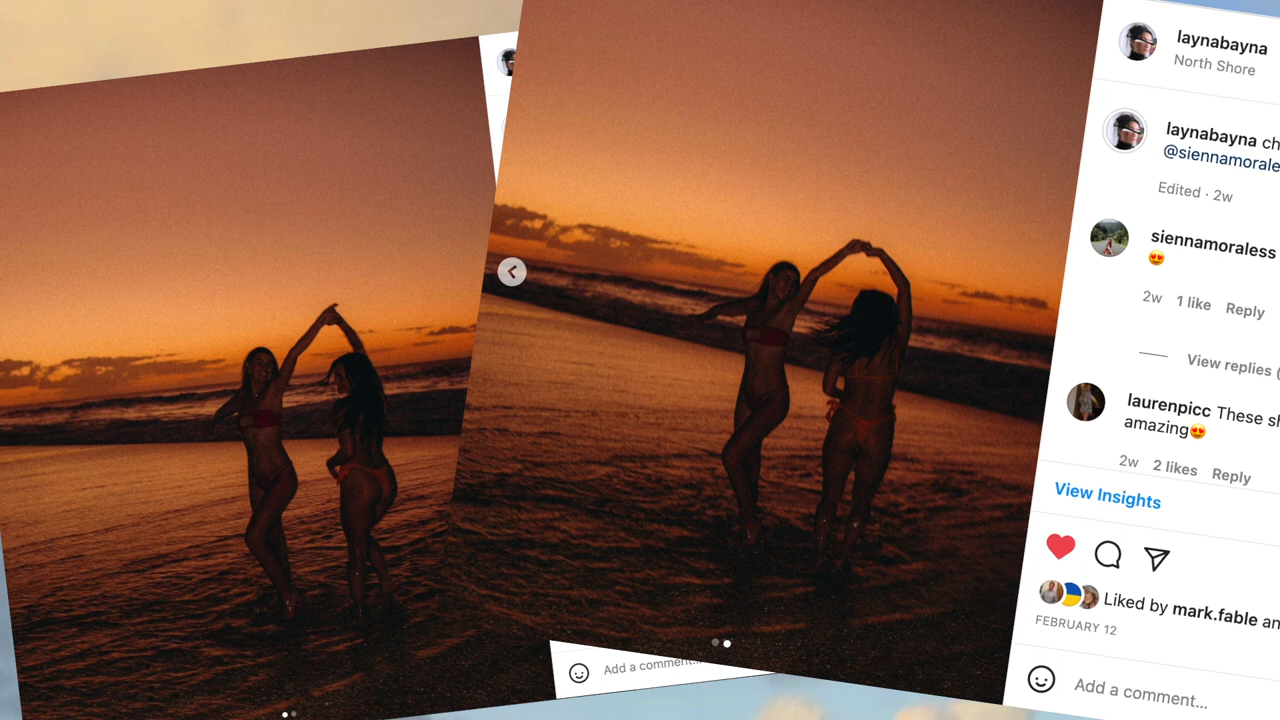 laynabayna
North Shore
laynabayna
@siennamorale
Edited · 2w
siennamoraless
😍
2w 1 like Reply
View replies (
laurenpicc These
amazing😍
2w 2 likes Reply
View Insights
Liked by mark.fable
FEBRUARY 12
Add a comment...
Add a comment...